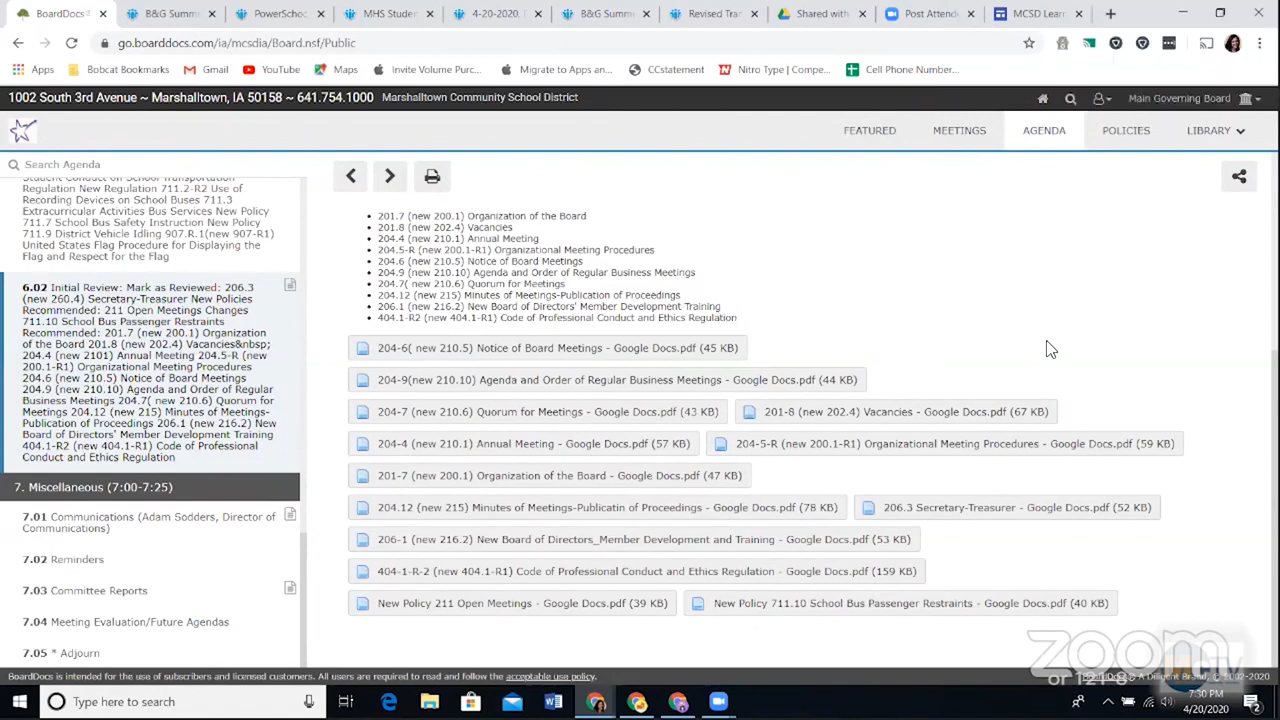 BoardDocs
B&G Summe
PowerSchoo
MHS Studen
4-20-2020,
B&G Summe
Revised Tra
Shared with
Post Attende
MCSD Lear
go.boarddocs.com/ia/mcsdia/Board.nsf/Public
Apps
Bobcat Bookmarks
Gmail
YouTube
Maps
Invite Volume Purc...
Migrate to Apps an...
CCstatement
Nitro Type | Compe...
Cell Phone Number...
1002 South 3rd Avenue ~ Marshalltown, IA 50158 ~ 641.754.1000 Marshalltown Community School District
Main Governing Board
FEATURED MEETINGS AGENDA POLICIES LIBRARY
Search Agenda
Student Conduct on School Transportation
Regulation New Regulation 711.2-R2 Use of
Recording Devices on School Buses 711.3
Extracurricular Activities Bus Services New Policy
711.7 School Bus Safety Instruction New Policy
711.9 District Vehicle Idling 907.R.1(new 907-R1)
United States Flag Procedure for Displaying the
Flag and Respect for the Flag
6.02 Initial Review: Mark as Reviewed: 206.3
(new 260.4) Secretary-Treasurer New Policies
Recommended: 211 Open Meetings Changes
711.10 School Bus Passenger Restraints
Recommended: 201.7 (new 200.1) Organization
of the Board 201.8 (new 202.4) Vacancies&nbsp;
204.4 (new 2101) Annual Meeting 204.5-R (new
200.1-R1) Organizational Meeting Procedures
204.6 (new 210.5) Notice of Board Meetings
204.9 (new 210.10) Agenda and Order of Regular
Business Meetings 204.7( new 210.6) Quorum for
Meetings 204.12 (new 215) Minutes of Meetings-
Publication of Proceedings 206.1 (new 216.2) New
Board of Directors' Member Development Training
404.1-R2 (new 404.1-R1) Code of Professional
Conduct and Ethics Regulation
7. Miscellaneous (7:00-7:25)
7.01 Communications (Adam Sodders, Director of
Communications)
7.02 Reminders
7.03 Committee Reports
7.04 Meeting Evaluation/Future Agendas
7.05 * Adjourn
201.7 (new 200.1) Organization of the Board
201.8 (new 202.4) Vacancies
204.4 (new 210.1) Annual Meeting
204.5-R (new 200.1-R1) Organizational Meeting Procedures
204.6 (new 210.5) Notice of Board Meetings
204.9 (new 210.10) Agenda and Order of Regular Business Meetings
204.7( new 210.6) Quorum for Meetings
204.12 (new 215) Minutes of Meetings-Publication of Proceedings
206.1 (new 216.2) New Board of Directors' Member Development Training
404.1-R2 (new 404.1-R1) Code of Professional Conduct and Ethics Regulation
204-6( new 210.5) Notice of Board Meetings - Google Docs.pdf (45 KB)
204-9(new 210.10) Agenda and Order of Regular Business Meetings - Google Docs.pdf (44 KB)
204-7 (new 210.6) Quorum for Meetings - Google Docs.pdf (43 KB)
201-8 (new 202.4) Vacancies - Google Docs.pdf (67 KB)
204-4 (new 210.1) Annual Meeting - Google Docs.pdf (57 KB)
204-5-R (new 200.1-R1) Organizational Meeting Procedures - Google Docs.pdf (59 KB)
201-7 (new 200.1) Organization of the Board - Google Docs.pdf (47 KB)
204.12 (new 215) Minutes of Meetings-Publicatin of Proceedings - Google Docs.pdf (78 KB)
206.3 Secretary-Treasurer - Google Docs.pdf (52 KB)
206-1 (new 216.2) New Board of Directors_Member Development and Training - Google Docs.pdf (53 KB)
404-1-R-2 (new 404.1-R1) Code of Professional Conduct and Ethics Regulation - Google Docs.pdf (159 KB)
New Policy 211 Open Meetings - Google Docs.pdf (39 KB)
New Policy 711.10 School Bus Passenger Restraints - Google Docs.pdf (40 KB)
zoom
BoardDocs is intended for the use of subscribers and licensed customers. All users are required to read and follow the acceptable use policy.
A Diligent Brand, © 2002-2020
Type here to search
7:30 PM
4/20/2020
2